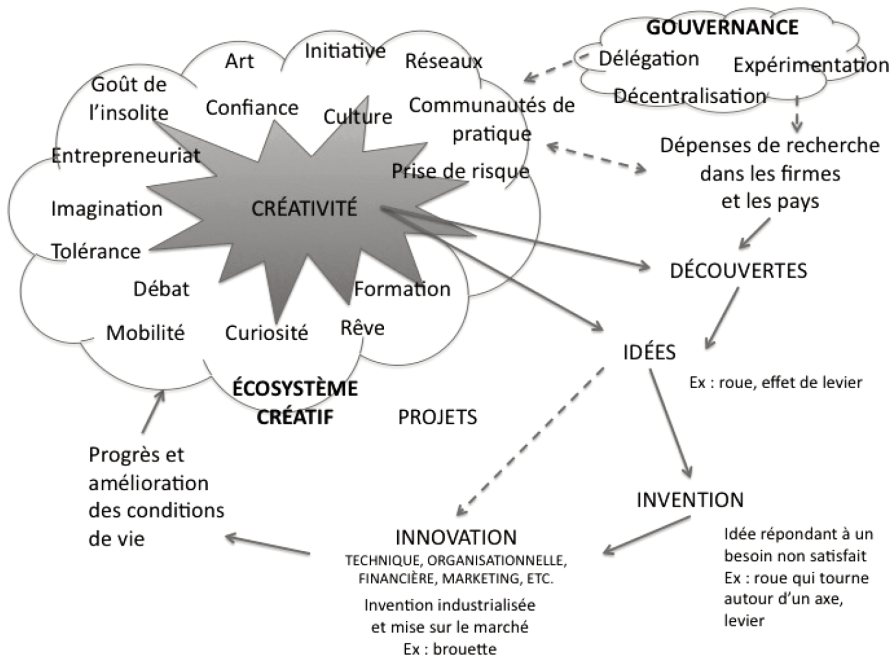 GOUVERNANCE
Délégation
Expérimentation
Décentralisation
Art
Initiative
Réseaux
Goût de
l'insolite
Confiance
Culture
Communautés de
pratique
Entrepreneuriat
Prise de risque
Imagination
CRÉATIVITÉ
Tolérance
Débat
Formation
Mobilité
Curiosité
Rêve
ÉCOSYSTÈME
CRÉATIF
PROJETS
Dépenses de recherche
dans les firmes
et les pays
DÉCOUVERTES
IDÉES
Ex : roue, effet de levier
INVENTION
Idée répondant à un
besoin non satisfait
Ex : roue qui tourne
autour d'un axe,
levier
INNOVATION
TECHNIQUE, ORGANISATIONNELLE,
FINANCIÈRE, MARKETING, ETC.
Invention industrialisée
et mise sur le marché
Ex : brouette
Progrès et
amélioration
des conditions
de vie